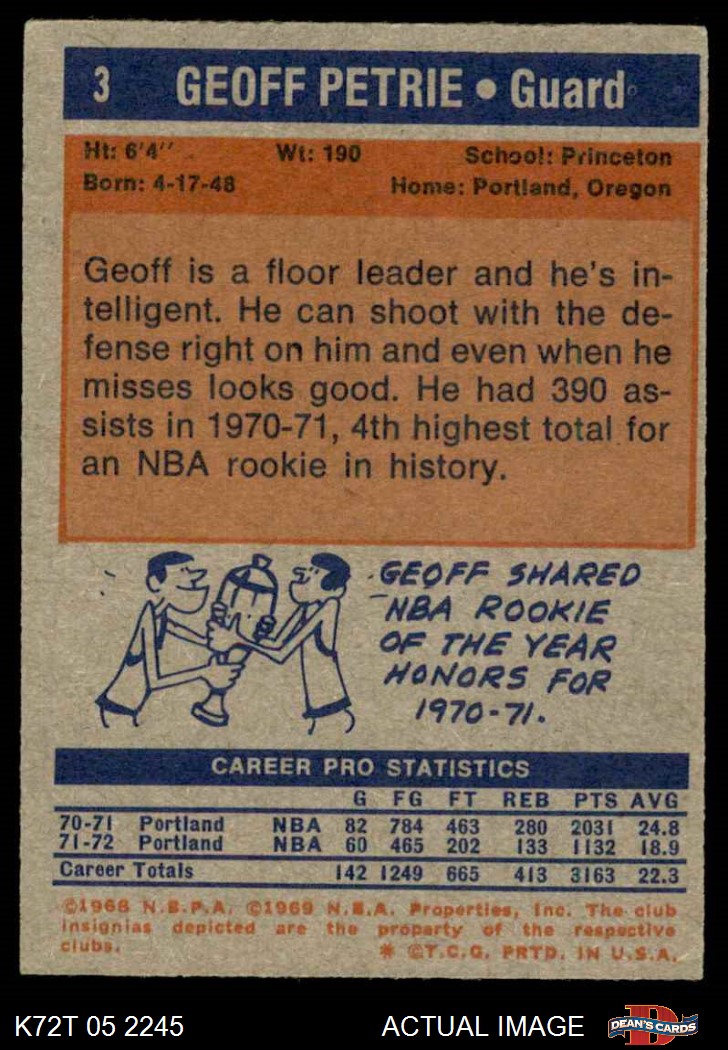 3 GEOFF PETRIE • Guard
Ht: 6'4" Wt: 190 School: Princeton
Born: 4-17-48 Home: Portland, Oregon
Geoff is a floor leader and he's in-
telligent. He can shoot with the de-
fense right on him and even when he
misses looks good. He had 390 as-
sists in 1970-71, 4th highest total for
an NBA rookie in history.
GEOFF SHARED
NBA ROOKIE
OF THE YEAR
HONORS FOR
1970-71.
CAREER PRO STATISTICS
G FG FT REB PTS AVG
70-71 Portland NBA 82 784 463 280 2031 24.8
71-72 Portland NBA 60 465 202 133 1132 18.9
Career Totals 142 1249 665 413 3163 22.3
©1968 N.B.P.A. ©1969 N.B.A. Properties, Inc. The club
insignias depicted are the property of the respective
clubs. * ©T.C.G. PRTD. IN U.S.A.
K72T 05 2245 ACTUAL IMAGE D DEAN'S CARDS